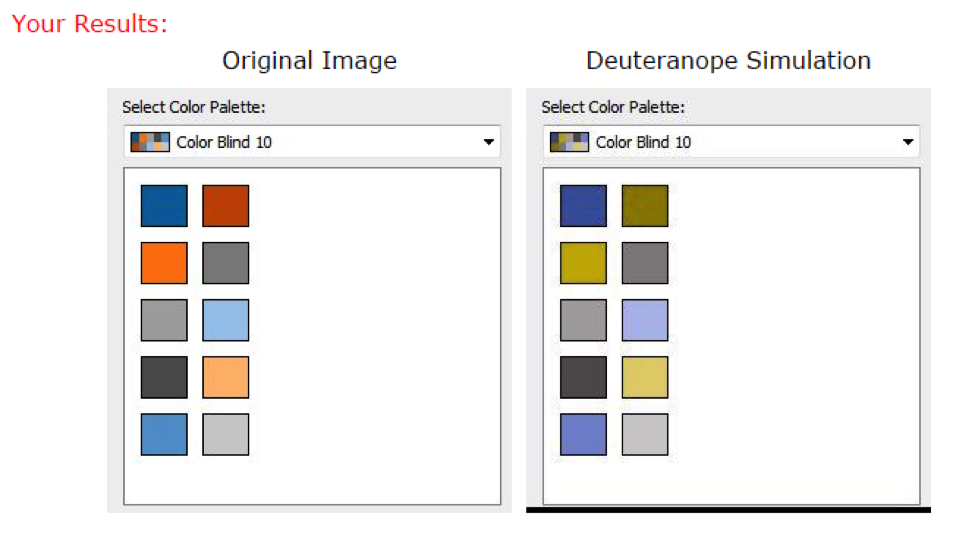 Your Results:
Original Image
Deuteranope Simulation
Select Color Palette:
Select Color Palette:
Color Blind 10
Color Blind 10